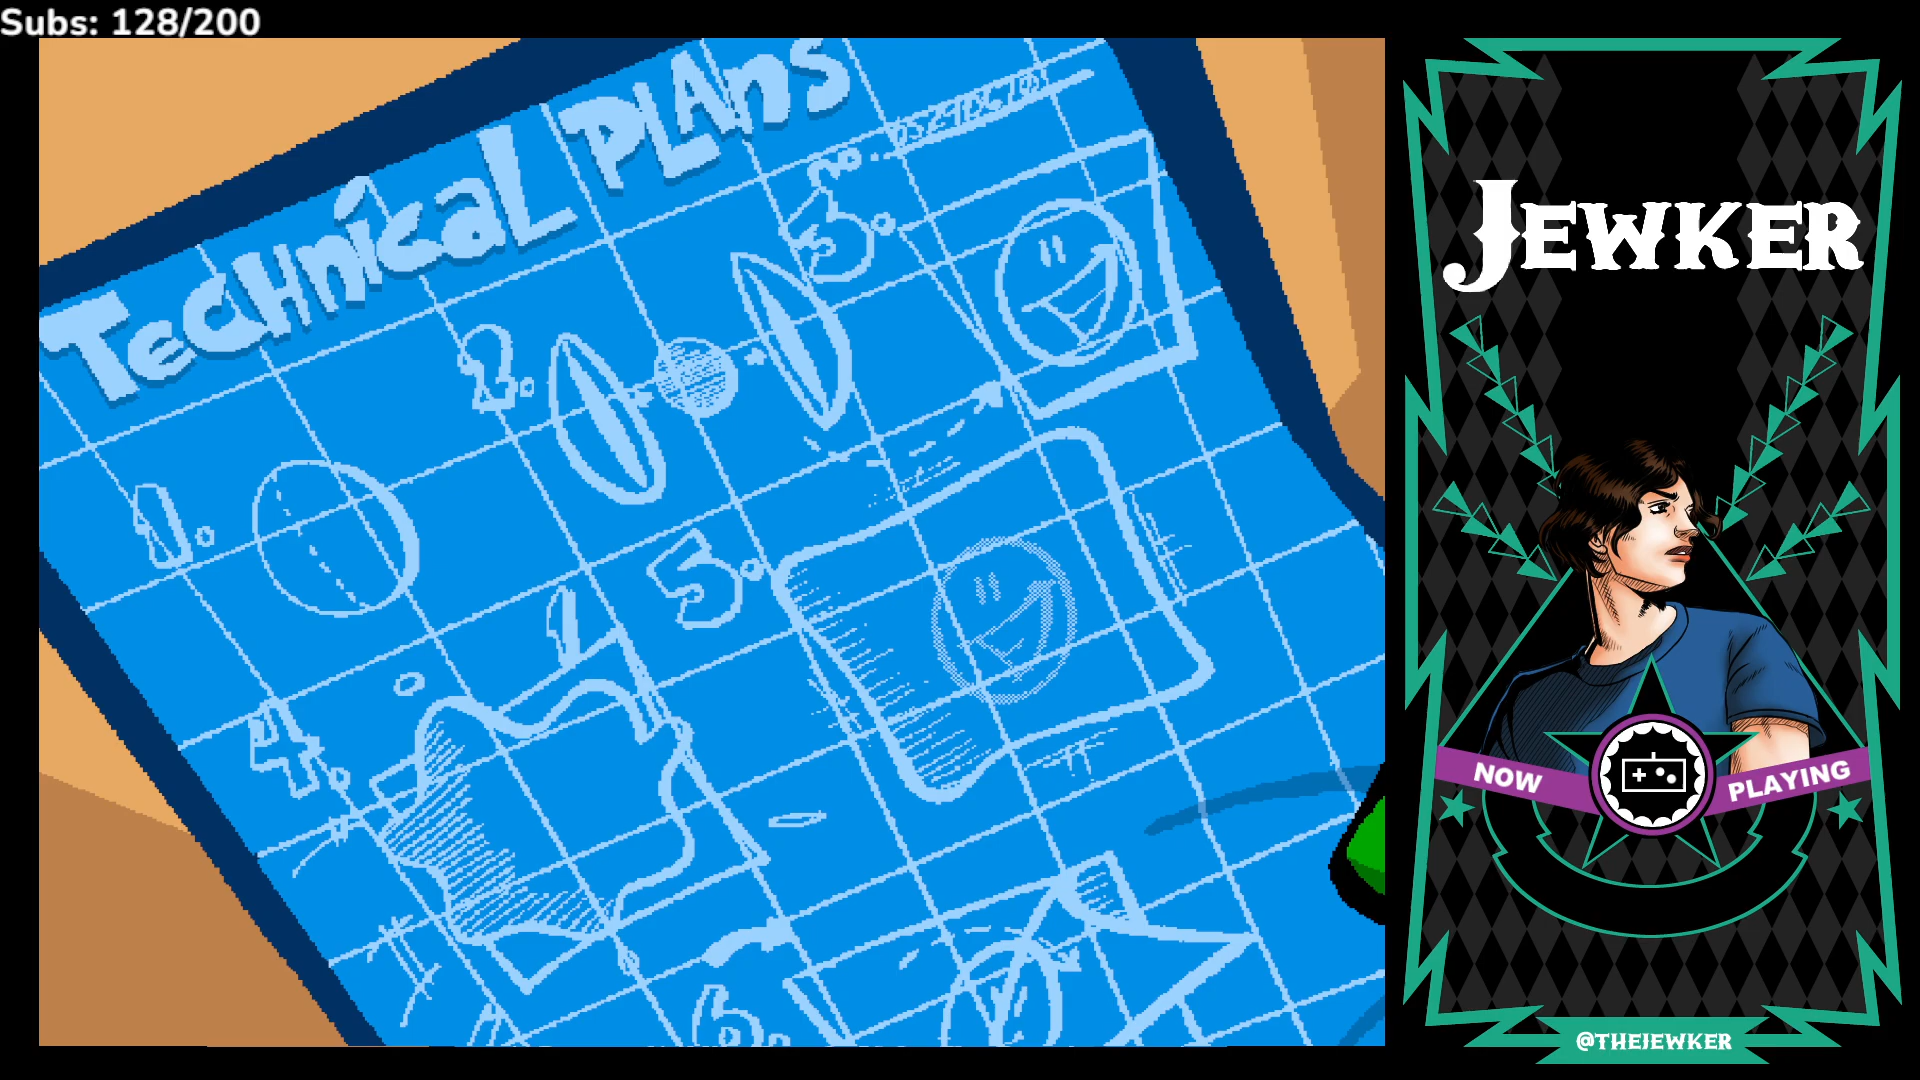 Subs: 128/200
Technical PLAns
no.
1.
2.
3.
4.
5.
6.
JEWKER
NOW PLAYING
@THEJEWKER